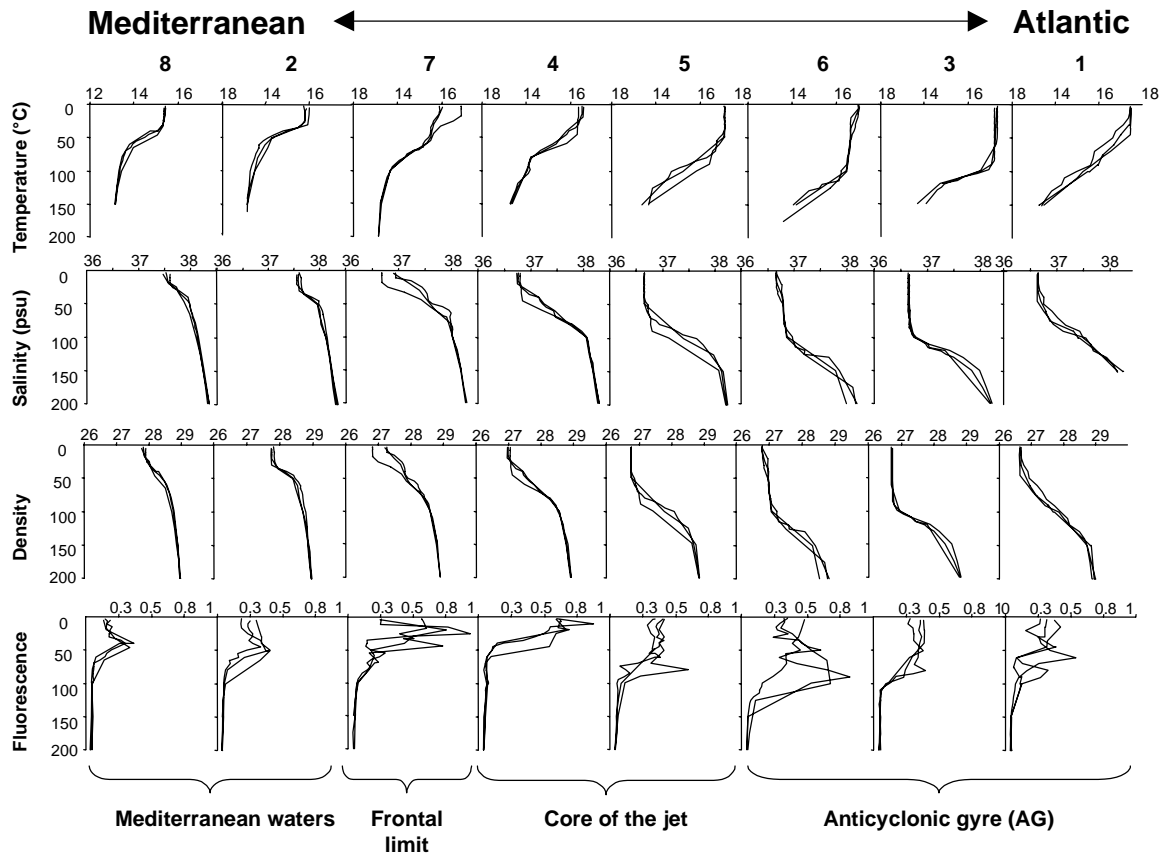 Mediterranean Atlantic
8 2 7 4 5 6 3 1
12 14 16 18 14 16 18 14 16 18 14 16 18 14 16 18 14 16 18 14 16 18 14 16 18
0
50
100
150
200
Temperature (°C)
36 37 38 36 37 38 36 37 38 36 37 38 36 37 38 36 37 38 36 37 38 36 37 38
0
50
100
150
200
Salinity (psu)
26 27 28 29 26 27 28 29 26 27 28 29 26 27 28 29 26 27 28 29 26 27 28 29 26 27 28 29 26 27 28 29
0
50
100
150
200
Density
0.3 0.5 0.8 1 0.3 0.5 0.8 1 0.3 0.5 0.8 1 0.3 0.5 0.8 1 0.3 0.5 0.8 1 0.3 0.5 0.8 1 0.3 0.5 0.8 10 0.3 0.5 0.8 1
0
50
100
150
200
Fluorescence
Mediterranean waters
Frontal
limit
Core of the jet
Anticyclonic gyre (AG)